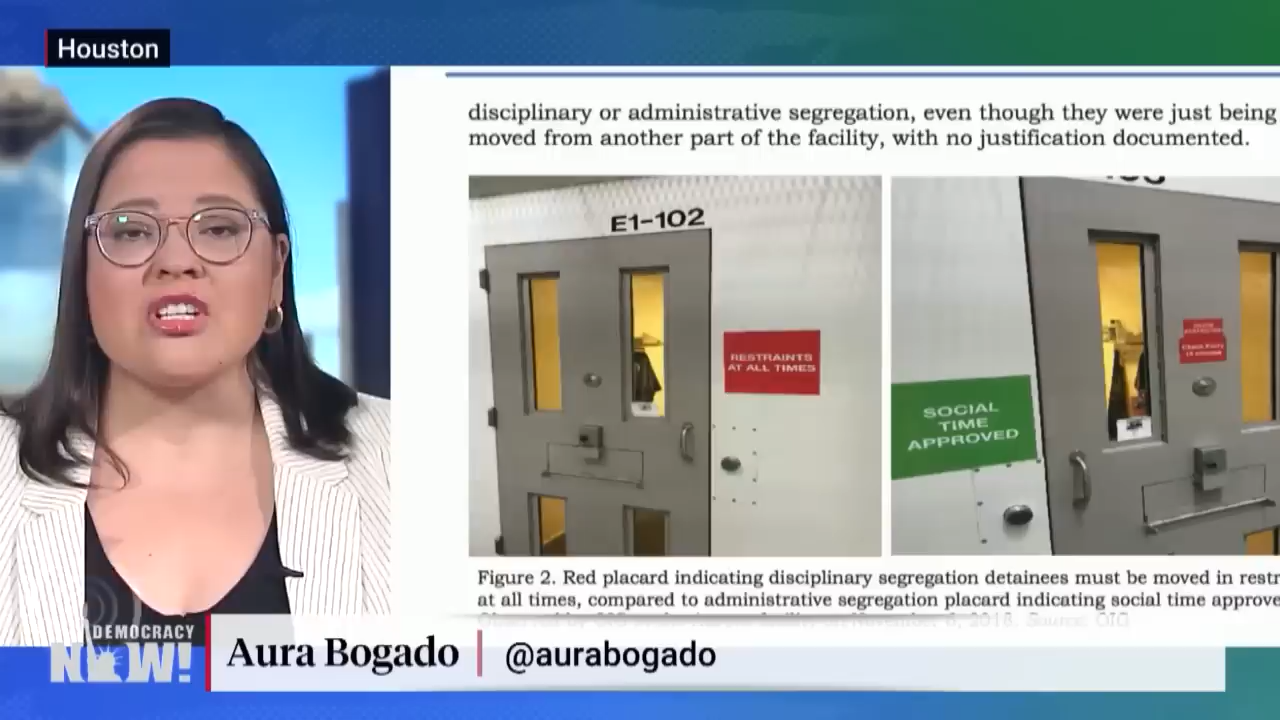 Houston
disciplinary or administrative segregation, even though they were just being
moved from another part of the facility, with no justification documented.
E1-102
RESTRAINTS
AT ALL TIMES
SOCIAL
TIME
APPROVED
Figure 2. Red placard indicating disciplinary segregation detainees must be moved in restr
at all times, compared to administrative segregation placard indicating social time approve
DEMOCRACY
NOW!
Aura Bogado
@aurabogado